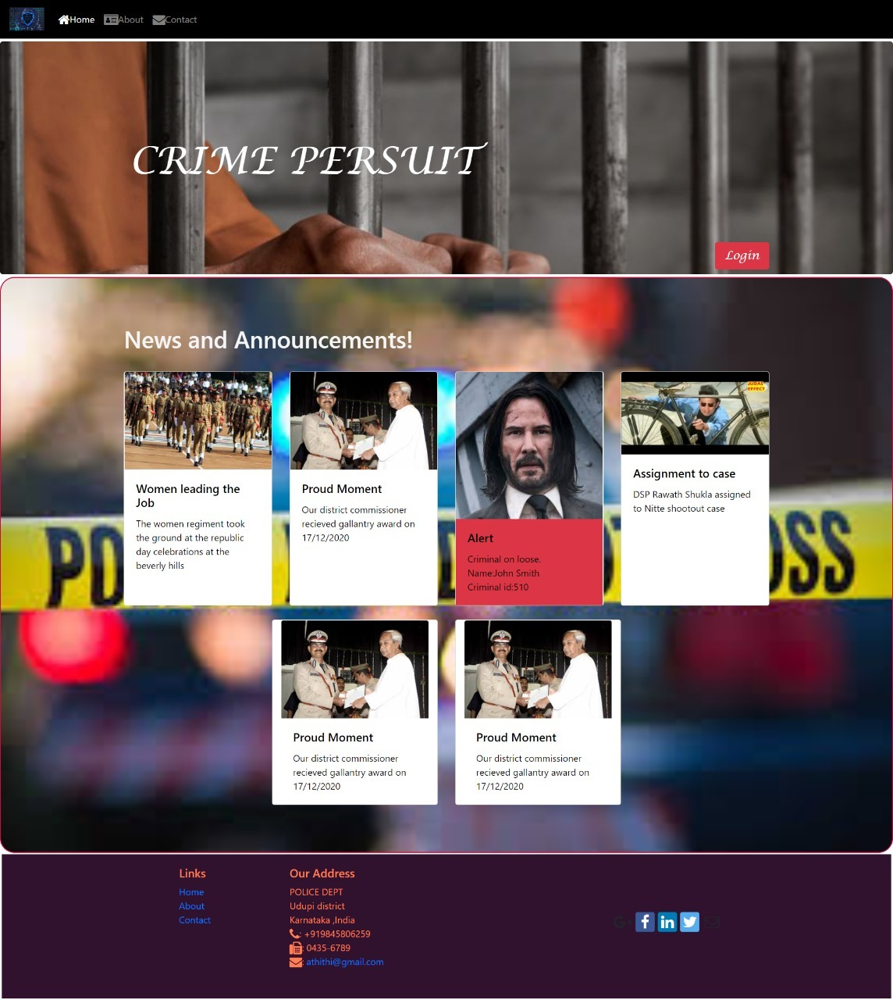 Home About Contact
CRIME PERSUIT
Login
News and Announcements!
Women leading the
Job
The women regiment took
the ground at the republic
day celebrations at the
beverly hills
Proud Moment
Our district commissioner
recieved gallantry award on
17/12/2020
Alert
Criminal on loose.
Name:John Smith
Criminal id:510
JUDAS
EFFECT
Assignment to case
DSP Rawath Shukla assigned
to Nitte shootout case
PO
OSS
Proud Moment
Our district commissioner
recieved gallantry award on
17/12/2020
Proud Moment
Our district commissioner
recieved gallantry award on
17/12/2020
Links
Home
About
Contact
Our Address
POLICE DEPT
Udupi district
Karnataka ,India
: +919845806259
: 0435-6789
: athithi@gmail.com
G+ f in